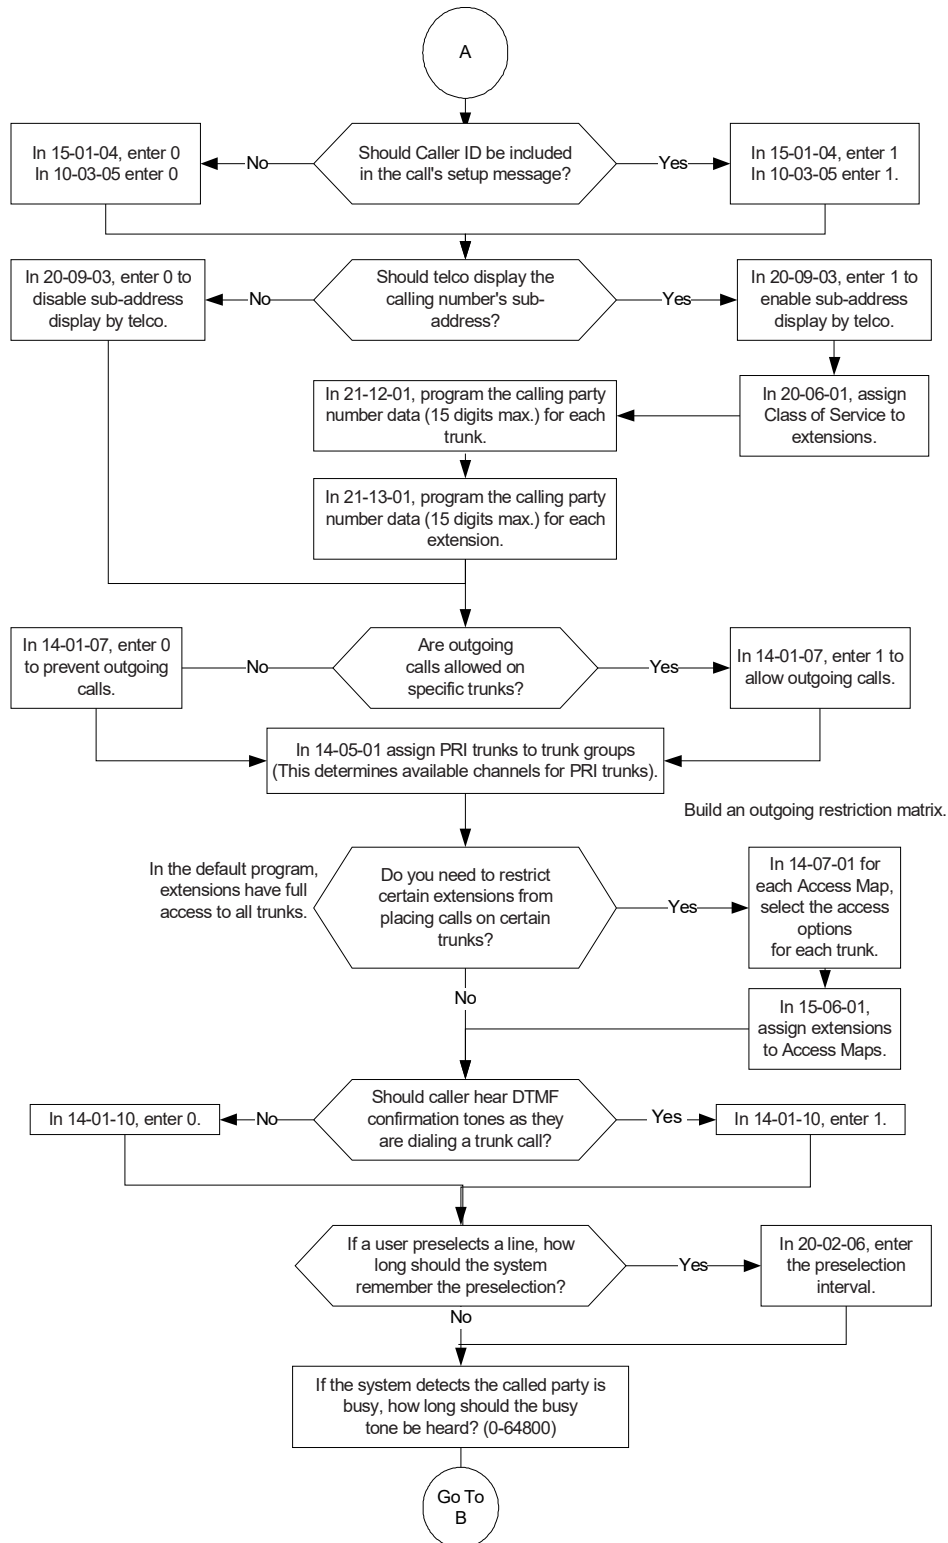 A
In 15-01-04, enter 0
In 10-03-05 enter 0
No
Should Caller ID be included
in the call's setup message?
Yes
In 15-01-04, enter 1
In 10-03-05 enter 1.
In 20-09-03, enter 0 to
disable sub-address
display by telco.
No
Should telco display the
calling number's sub-
address?
Yes
In 20-09-03, enter 1 to
enable sub-address
display by telco.
In 21-12-01, program the calling party
number data (15 digits max.) for each
trunk.
In 20-06-01, assign
Class of Service to
extensions.
In 21-13-01, program the calling party
number data (15 digits max.) for each
extension.
In 14-01-07, enter 0
to prevent outgoing
calls.
No
Are outgoing
calls allowed on
specific trunks?
Yes
In 14-01-07, enter 1 to
allow outgoing calls.
In 14-05-01 assign PRI trunks to trunk groups
(This determines available channels for PRI trunks).
Build an outgoing restriction matrix.
In the default program,
extensions have full
access to all trunks.
Do you need to restrict
certain extensions from
placing calls on certain
trunks?
Yes
In 14-07-01 for
each Access Map,
select the access
options
for each trunk.
No
In 15-06-01,
assign extensions
to Access Maps.
In 14-01-10, enter 0.
No
Should caller hear DTMF
confirmation tones as they
are dialing a trunk call?
Yes
In 14-01-10, enter 1.
If a user preselects a line, how
long should the system
remember the preselection?
Yes
In 20-02-06, enter
the preselection
interval.
No
If the system detects the called party is
busy, how long should the busy
tone be heard? (0-64800)
Go To
B